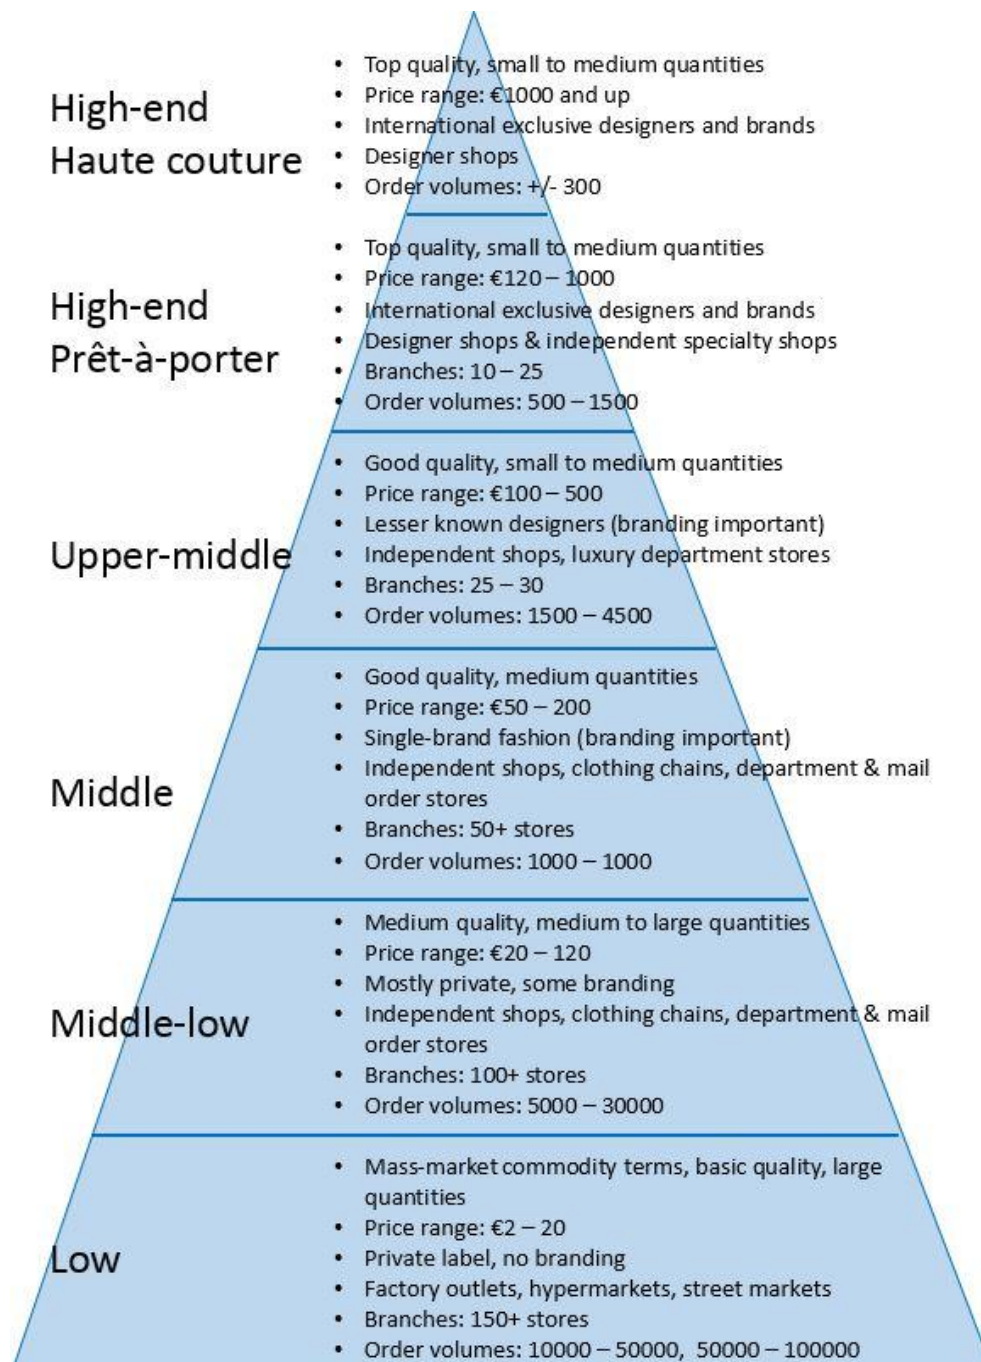 High-end
Haute couture
• Top quality, small to medium quantities
• Price range: €1000 and up
• International exclusive designers and brands
• Designer shops
• Order volumes: +/- 300
High-end
Prêt-à-porter
• Top quality, small to medium quantities
• Price range: €120 – 1000
• International exclusive designers and brands
• Designer shops & independent specialty shops
• Branches: 10 – 25
• Order volumes: 500 – 1500
Upper-middle
• Good quality, small to medium quantities
• Price range: €100 – 500
• Lesser known designers (branding important)
• Independent shops, luxury department stores
• Branches: 25 – 30
• Order volumes: 1500 – 4500
Middle
• Good quality, medium quantities
• Price range: €50 – 200
• Single-brand fashion (branding important)
• Independent shops, clothing chains, department & mail
order stores
• Branches: 50+ stores
• Order volumes: 1000 – 1000
Middle-low
• Medium quality, medium to large quantities
• Price range: €20 – 120
• Mostly private, some branding
• Independent shops, clothing chains, department & mail
order stores
• Branches: 100+ stores
• Order volumes: 5000 – 30000
Low
• Mass-market commodity terms, basic quality, large
quantities
• Price range: €2 – 20
• Private label, no branding
• Factory outlets, hypermarkets, street markets
• Branches: 150+ stores
• Order volumes: 10000 – 50000, 50000 – 100000